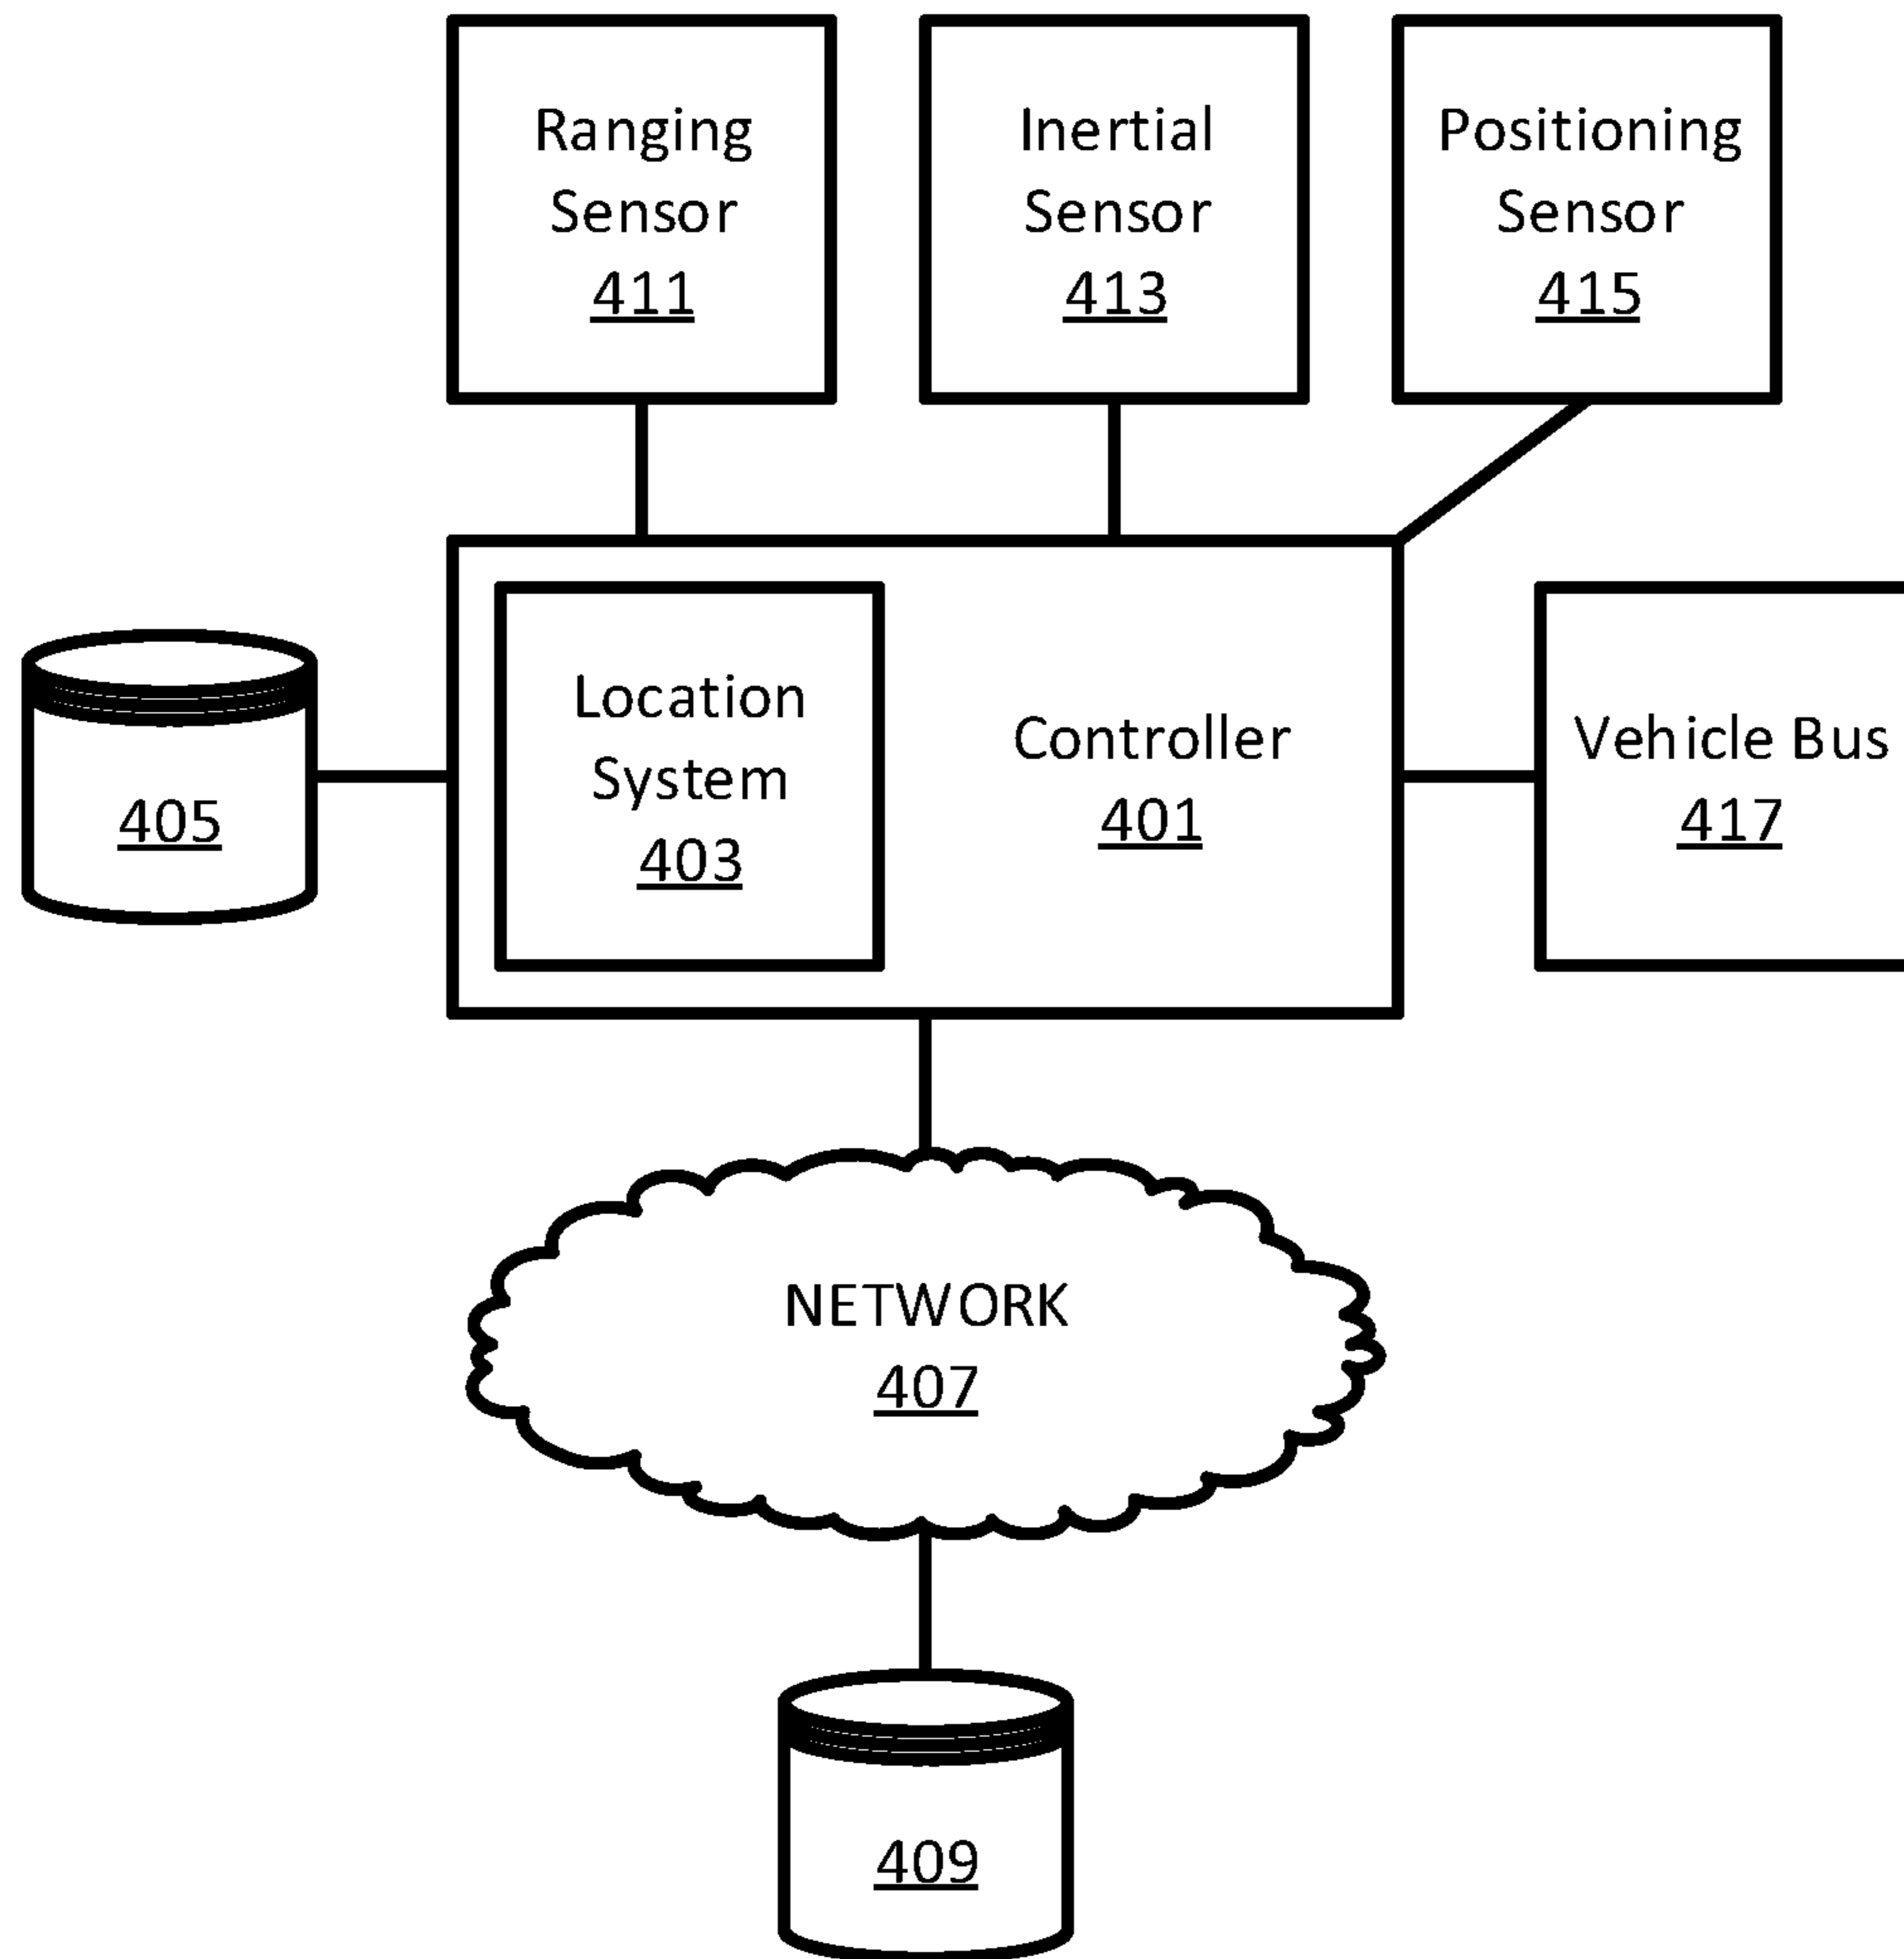 Ranging
Sensor
411
Inertial
Sensor
413
Positioning
Sensor
415
405
Location
System
403
Controller
401
Vehicle Bus
417
NETWORK
407
409